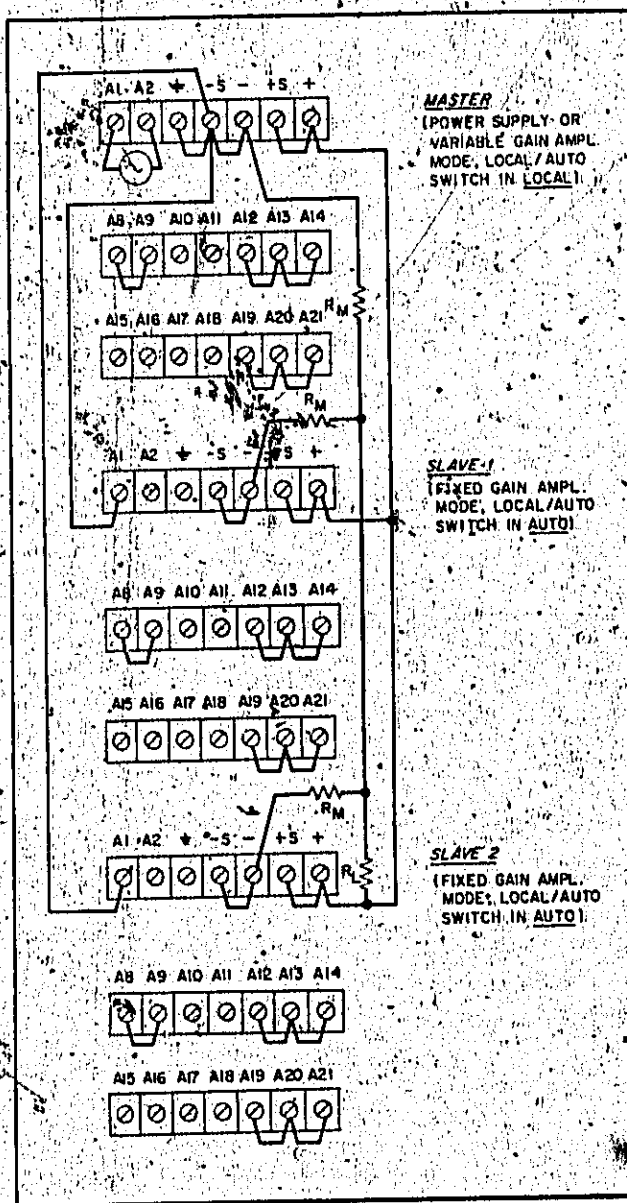 A1 A2 ⏚ -S - +S +
MASTER
(POWER SUPPLY OR
VARIABLE GAIN AMPL.
MODE, LOCAL/AUTO
SWITCH IN LOCAL)
A8 A9 A10 A11 A12 A13 A14
A15 A16 A17 A18 A19 A20 A21
RM
RM
A1 A2 ⏚ -S - +S +
SLAVE 1
(FIXED GAIN AMPL.
MODE, LOCAL/AUTO
SWITCH IN AUTO)
A8 A9 A10 A11 A12 A13 A14
A15 A16 A17 A18 A19 A20 A21
RM
A1 A2 ⏚ -S - +S +
RL
SLAVE 2
(FIXED GAIN AMPL.
MODE, LOCAL/AUTO
SWITCH IN AUTO)
A8 A9 A10 A11 A12 A13 A14
A15 A16 A17 A18 A19 A20 A21